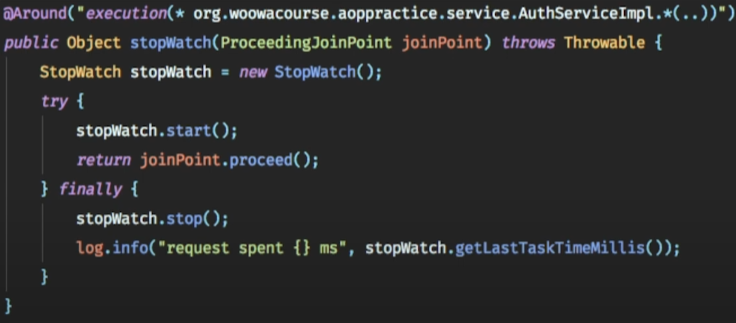 @Around("execution(* org.woowacourse.aoppractice.service.AuthServiceImpl.*(..))")
public Object stopWatch(ProceedingJoinPoint joinPoint) throws Throwable {
    StopWatch stopWatch = new StopWatch();
    try {
        stopWatch.start();
        return joinPoint.proceed();
    } finally {
        stopWatch.stop();
        log.info("request spent {} ms", stopWatch.getLastTaskTimeMillis());
    }
}